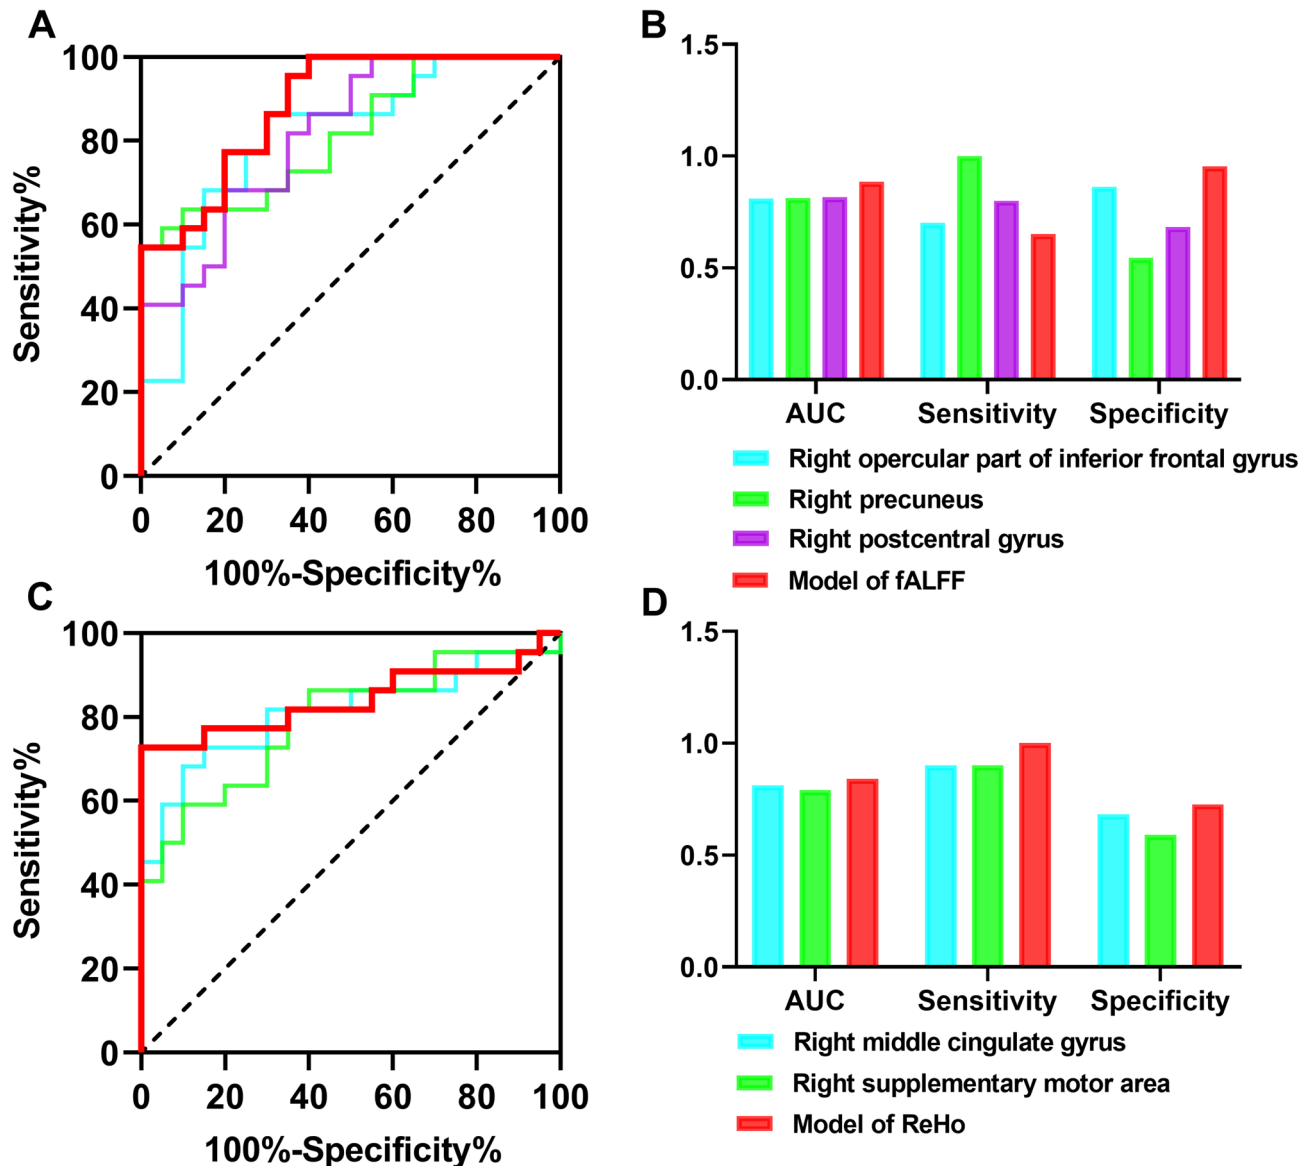 A
100
80
60
40
20
0
Sensitivity%
0 20 40 60 80 100
100%-Specificity%
B
1.5
1.0
0.5
0.0
AUC Sensitivity Specificity
Right opercular part of inferior frontal gyrus
Right precuneus
Right postcentral gyrus
Model of fALFF
C
100
80
60
40
20
0
Sensitivity%
0 20 40 60 80 100
100%-Specificity%
D
1.5
1.0
0.5
0.0
AUC Sensitivity Specificity
Right middle cingulate gyrus
Right supplementary motor area
Model of ReHo